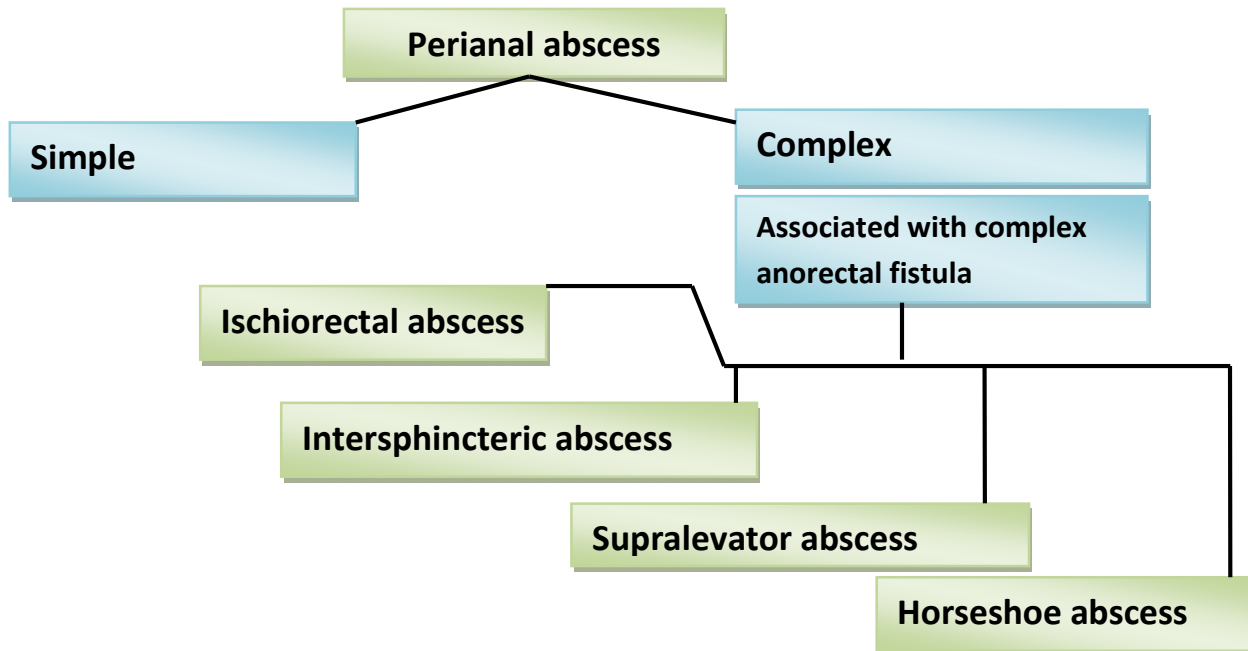 Perianal abscess
Simple
Complex
Associated with complex
anorectal fistula
Ischiorectal abscess
Intersphincteric abscess
Supralevator abscess
Horseshoe abscess